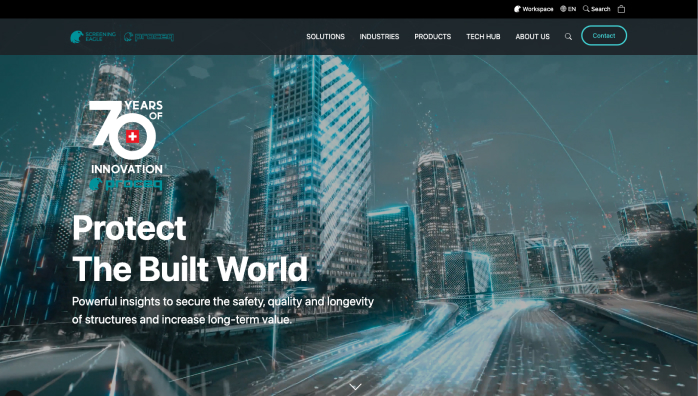 Workspace
EN
Search
SCREENING
EAGLE
proceq
SOLUTIONS
INDUSTRIES
PRODUCTS
TECH HUB
ABOUT US
Contact
70
YEARS
OF
INNOVATION
proceq
Protect
The Built World
Powerful insights to secure the safety, quality and longevity
of structures and increase long-term value.